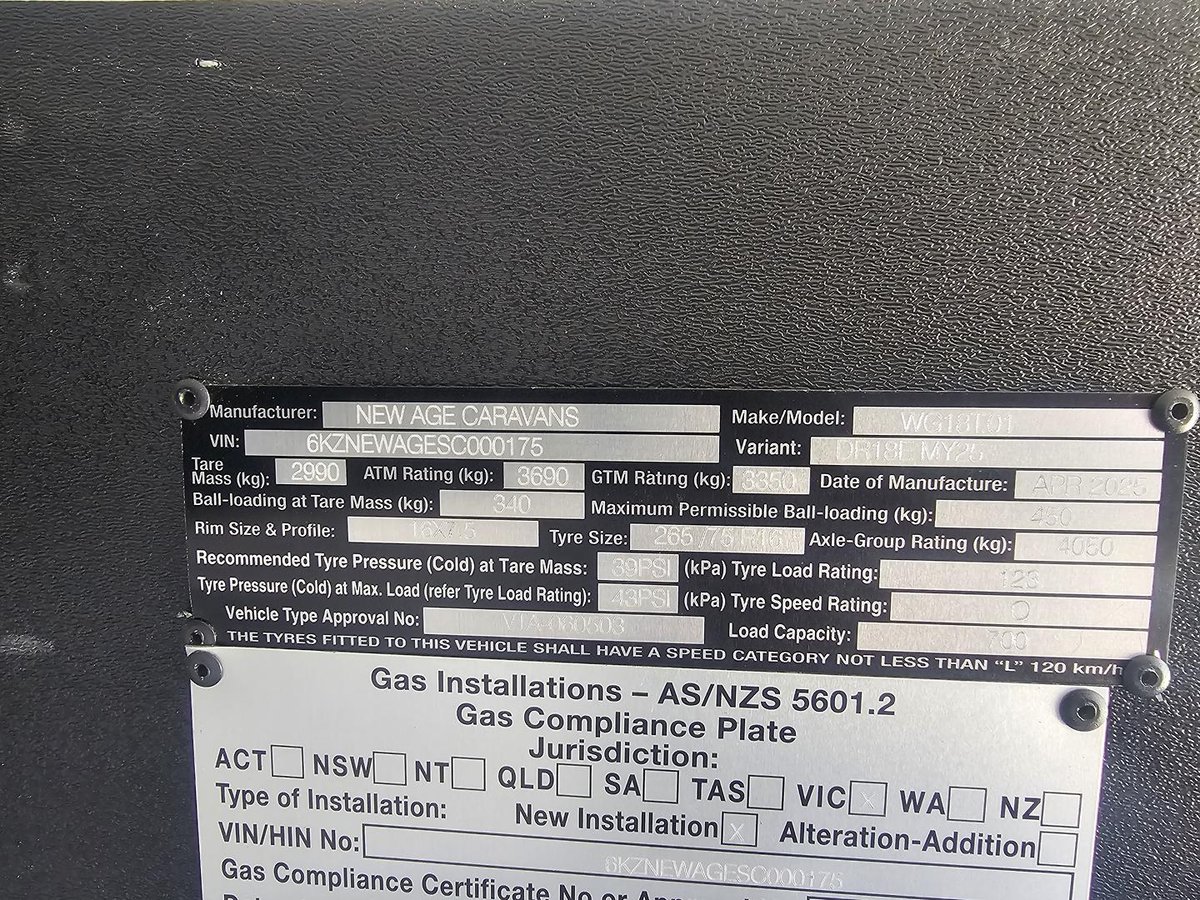 Manufacturer: NEW AGE CARAVANS Make/Model: WG18T01
VIN: 6KZNEWAGESC000175 Variant: DR18E MY25
Tare Mass (kg): 2990 ATM Rating (kg): 3690 GTM Rating (kg): 3350 Date of Manufacture: APR 2025
Ball-loading at Tare Mass (kg): 340 Maximum Permissible Ball-loading (kg): 450
Rim Size & Profile: Tyre Size: 265/75 R16 Axle-Group Rating (kg): 4050
Recommended Tyre Pressure (Cold) at Tare Mass: 39PSI (kPa) Tyre Load Rating: 123
Tyre Pressure (Cold) at Max. Load (refer Tyre Load Rating): 43PSI (kPa) Tyre Speed Rating:
Vehicle Type Approval No: Load Capacity: 700
THE TYRES FITTED TO THIS VEHICLE SHALL HAVE A SPEED CATEGORY NOT LESS THAN “L” 120 km/h
Gas Installations – AS/NZS 5601.2
Gas Compliance Plate
Jurisdiction:
ACT NSW NT QLD SA TAS VIC X WA NZ
Type of Installation: New Installation X Alteration-Addition
VIN/HIN No: 6KZNEWAGESC000175
Gas Compliance Certificate No or